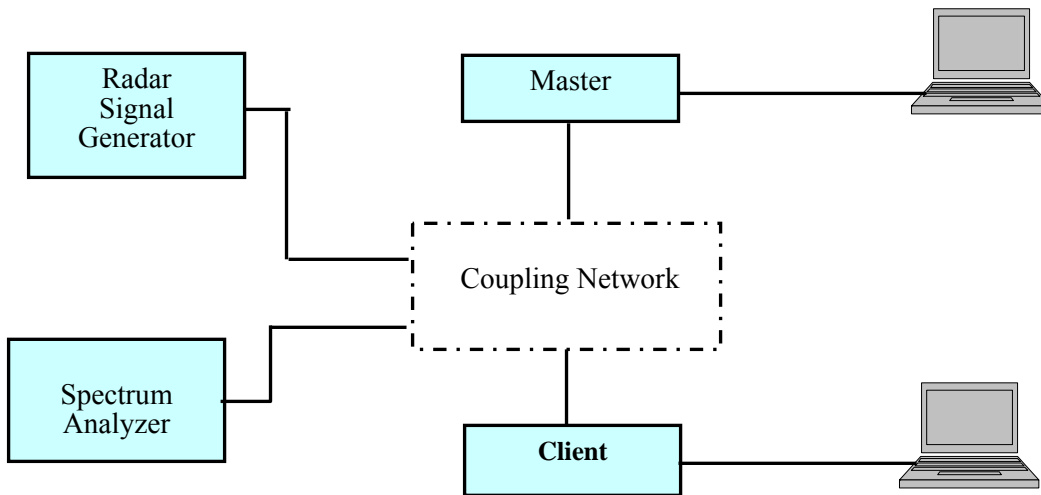 Radar
Signal
Generator
Master
Coupling Network
Spectrum
Analyzer
Client